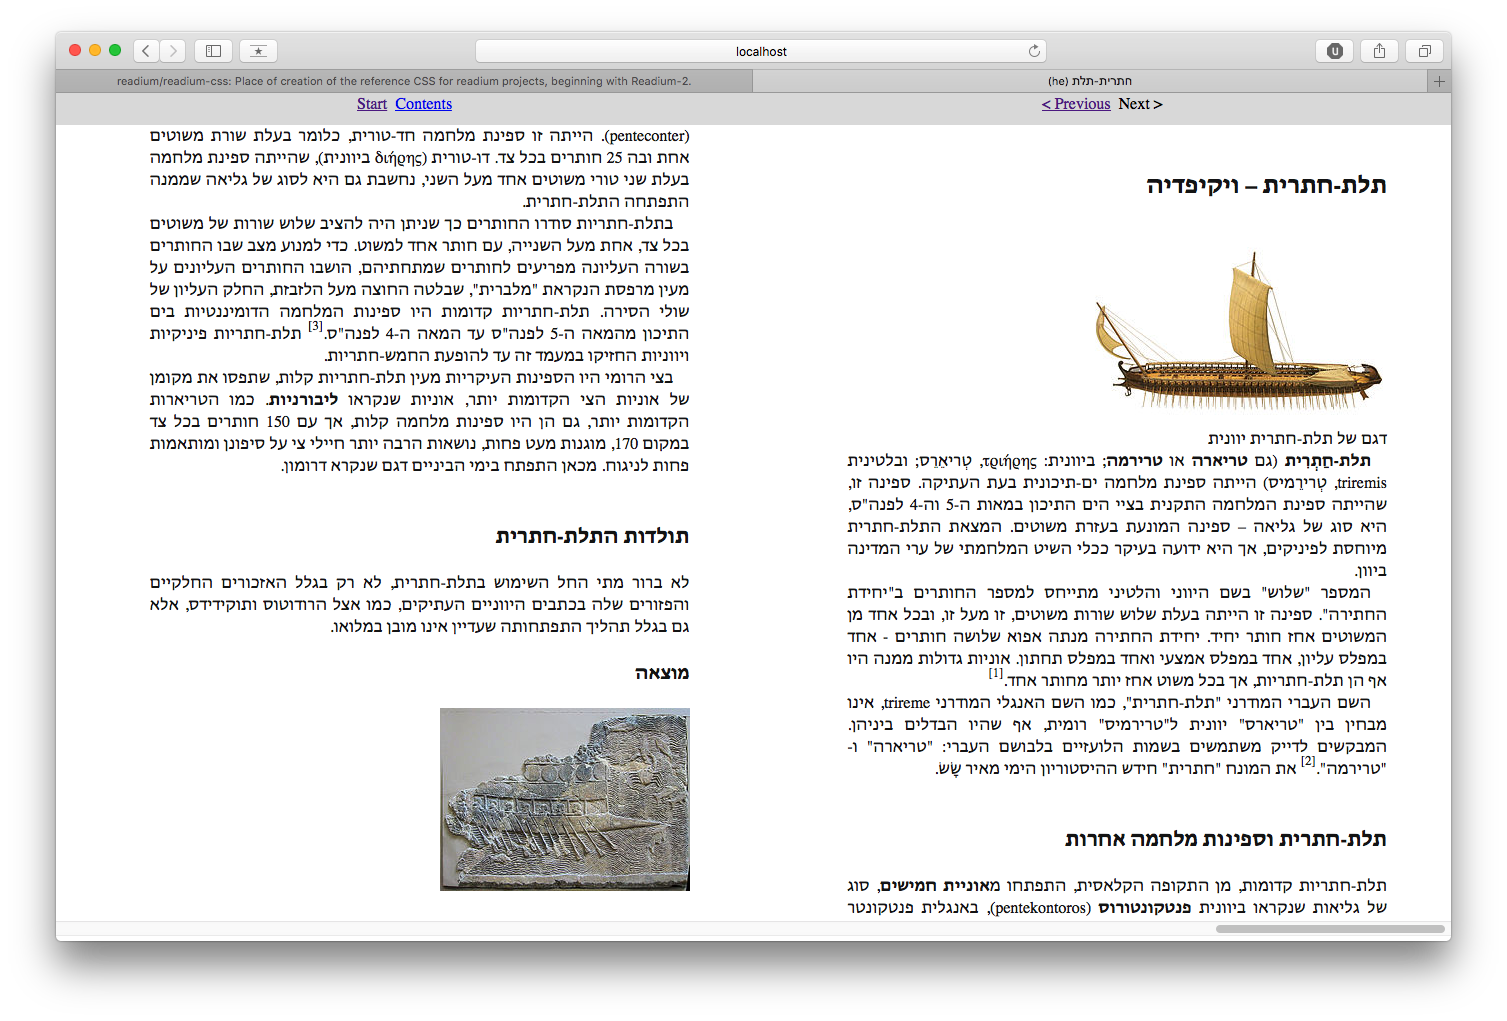 localhost
readium/readium-css: Place of creation of the reference CSS for readium projects, beginning with Readium-2.
חתרית-תלת (he)
Start Contents
< Previous Next >
תלת-חתרית – ויקיפדיה
דגם של תלת-חתרית יוונית
תלת-חַתְרִית (גם טריארה או טרירמה; ביוונית: τριήρης, טְרִיאֵרֵס; ובלטינית
triremis, טְרִירֵמִיס) הייתה ספינת מלחמה ים-תיכונית בעת העתיקה. ספינה זו,
שהייתה ספינת המלחמה התקנית בציי הים התיכון במאות ה-5 וה-4 לפנה"ס,
היא סוג של גליאה – ספינה המונעת בעזרת משוטים. המצאת התלת-חתרית
מיוחסת לפיניקים, אך היא ידועה בעיקר ככלי השיט המלחמתי של ערי המדינה
ביוון.
המספר "שלוש" בשם היווני והלטיני מתייחס למספר החותרים ב"יחידת
החתירה". ספינה זו הייתה בעלת שלוש שורות משוטים, זו מעל זו, ובכל אחד מן
המשוטים אחז חותר יחיד. יחידת החתירה מנתה אפוא שלושה חותרים - אחד
במפלס עליון, אחד במפלס אמצעי ואחד במפלס תחתון. אוניות גדולות ממנה היו
אף הן תלת-חתריות, אך בכל משוט אחז יותר מחותר אחד.[1]
השם העברי המודרני "תלת-חתרית", כמו השם האנגלי המודרני trireme, אינו
מבחין בין "טריארס" יוונית ל"טרירמיס" רומית, אף שהיו הבדלים ביניהן.
המבקשים לדייק משתמשים בשמות הלועזיים בלבושם העברי: "טריארה" ו-
"טרירמה".[2] את המונח "חתרית" חידש ההיסטוריון הימי מאיר שָׂשׂ.
תלת-חתרית וספינות מלחמה אחרות
תלת-חתריות קדומות, מן התקופה הקלאסית, התפתחו מאוניית חמישים, סוג
של גליאות שנקראו ביוונית פנטקונטורוס (pentekontoros), באנגלית פנטקונטר
(penteconter). הייתה זו ספינת מלחמה חד-טורית, כלומר בעלת שורת משוטים
אחת ובה 25 חותרים בכל צד. דו-טורית (διήρης ביוונית), שהייתה ספינת מלחמה
בעלת שני טורי משוטים אחד מעל השני, נחשבת גם היא לסוג של גליאה שממנה
התפתחה התלת-חתרית.
בתלת-חתריות סודרו החותרים כך שניתן היה להציב שלוש שורות של משוטים
בכל צד, אחת מעל השנייה, עם חותר אחד למשוט. כדי למנוע מצב שבו החותרים
בשורה העליונה מפריעים לחותרים שמתחתיהם, הושבו החותרים העליונים על
מעין מרפסת הנקראת "מלברית", שבלטה החוצה מעל הלזבזת, החלק העליון של
שולי הסירה. תלת-חתריות קדומות היו ספינות המלחמה הדומיננטיות בים
התיכון מהמאה ה-5 לפנה"ס עד המאה ה-4 לפנה"ס.[3] תלת-חתריות פיניקיות
ויווניות החזיקו במעמד זה עד להופעת החמש-חתריות.
בצי הרומי היו הספינות העיקריות מעין תלת-חתריות קלות, שתפסו את מקומן
של אוניות הצי הקדומות יותר, אוניות שנקראו ליבורניות. כמו הטריארות
הקדומות יותר, גם הן היו ספינות מלחמה קלות, אך עם 150 חותרים בכל צד
במקום 170, מוגנות מעט פחות, נושאות הרבה יותר חיילי צי על סיפונן ומותאמות
פחות לניגוח. מכאן התפתח בימי הביניים דגם שנקרא דרומון.
תולדות התלת-חתרית
לא ברור מתי החל השימוש בתלת-חתרית, לא רק בגלל האזכורים החלקיים
והפזורים שלה בכתבים היווניים העתיקים, כמו אצל הרודוטוס ותוקידידס, אלא
גם בגלל תהליך התפתחותה שעדיין אינו מובן במלואו.
מוצאה